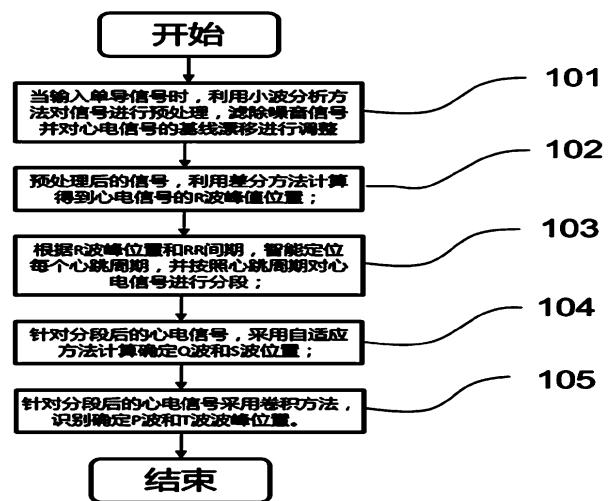 开始
当输入单导信号时，利用小波分析方
法对信号进行预处理，滤除噪音信号
并对心电信号的基线漂移进行调整
101
预处理后的信号，利用差分方法计算
得到心电信号的R波峰值位置；
102
根据R波峰位置和RR间期，智能定位
每个心跳周期，并按照心跳周期对心
电信号进行分段；
103
针对分段后的心电信号，采用自适应
方法计算确定Q波和S波位置；
104
针对分段后的心电信号采用卷积方法，
识别确定P波和T波波峰位置。
105
结束